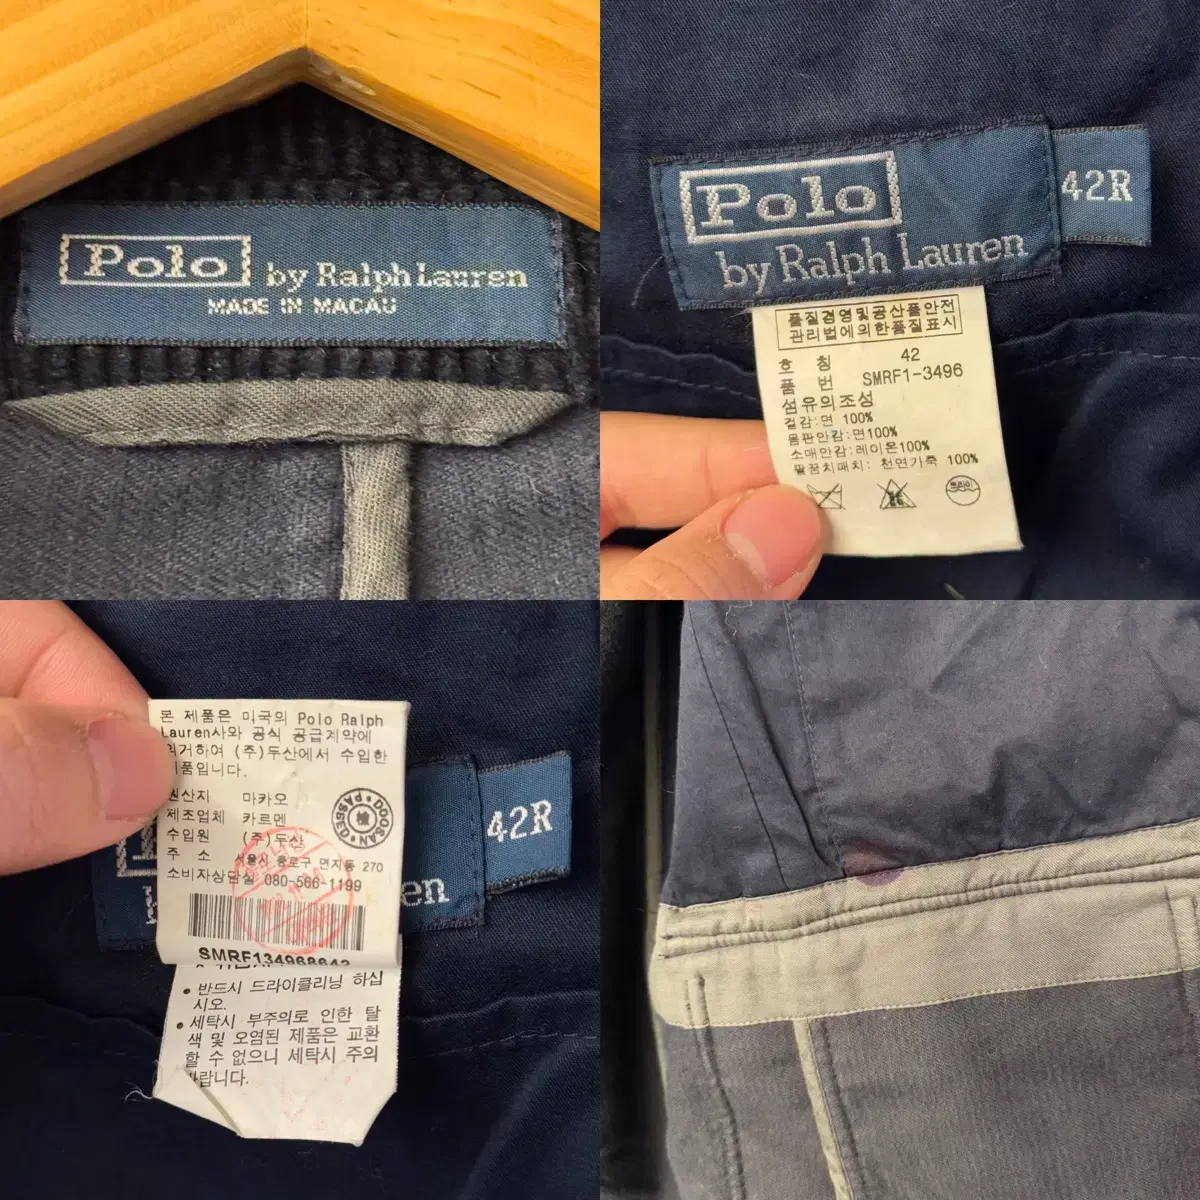 Polo by Ralph Lauren
MADE IN MACAU
Polo
by Ralph Lauren
42R
품질경영및공산품안전
관리법에의한품질표시
호 칭 42
품 번 SMRF1-3496
섬유의조성
겉감:면 100%
몸판안감:면100%
소매안감:레이온100%
팔꿈치패치: 천연가죽 100%
드라이
본 제품은 미국의 Polo Ralph
Lauren사와 공식 공급계약에
의거하여 (주)두산에서 수입한
제품입니다.
원산지 마카오
제조업체 카르멘
수입원 (주)두산
주 소 서울시 종로구 연지동 270
소비자상담실 080-566-1199
DOOSAN PASSED
42R
en
SMRF134968642
• 반드시 드라이클리닝 하십
시오.
• 세탁시 부주의로 인한 탈
색 및 오염된 제품은 교환
할 수 없으니 세탁시 주의
바랍니다.